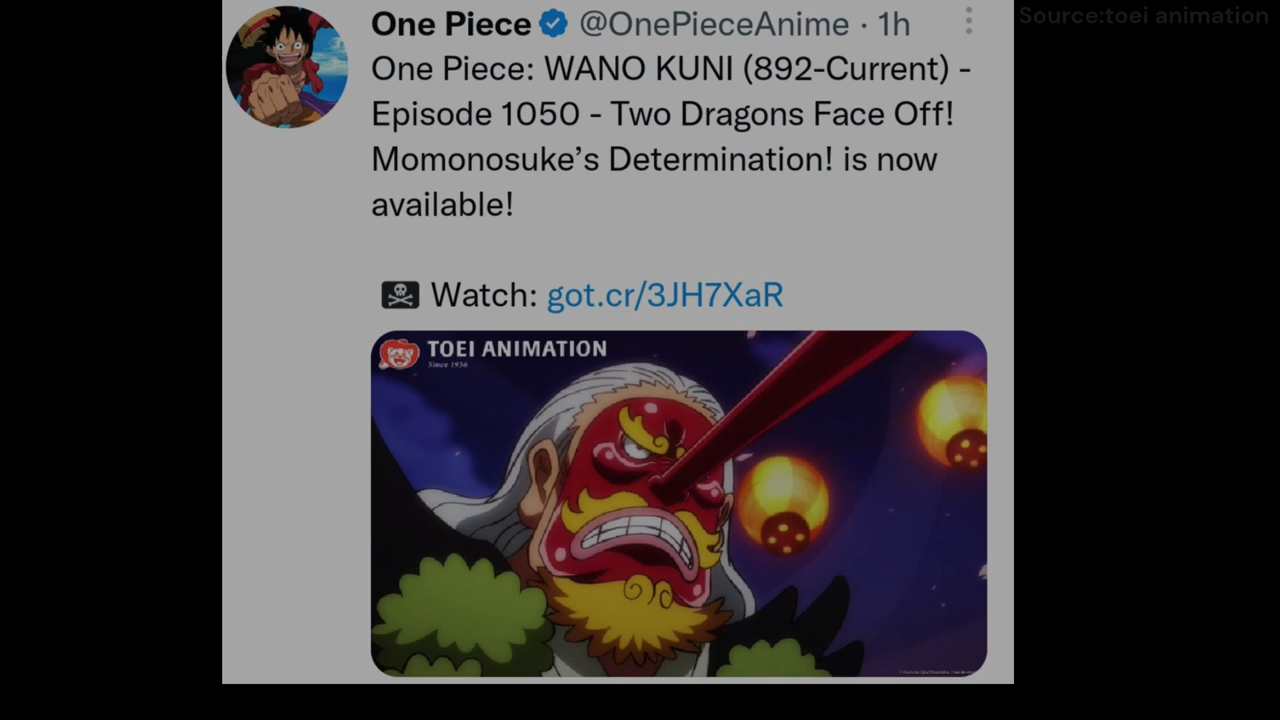 Source:toei animation
One Piece @OnePieceAnime · 1h
One Piece: WANO KUNI (892-Current) -
Episode 1050 - Two Dragons Face Off!
Momonosuke’s Determination! is now
available!
Watch: got.cr/3JH7XaR
TOEI ANIMATION
Since 1956